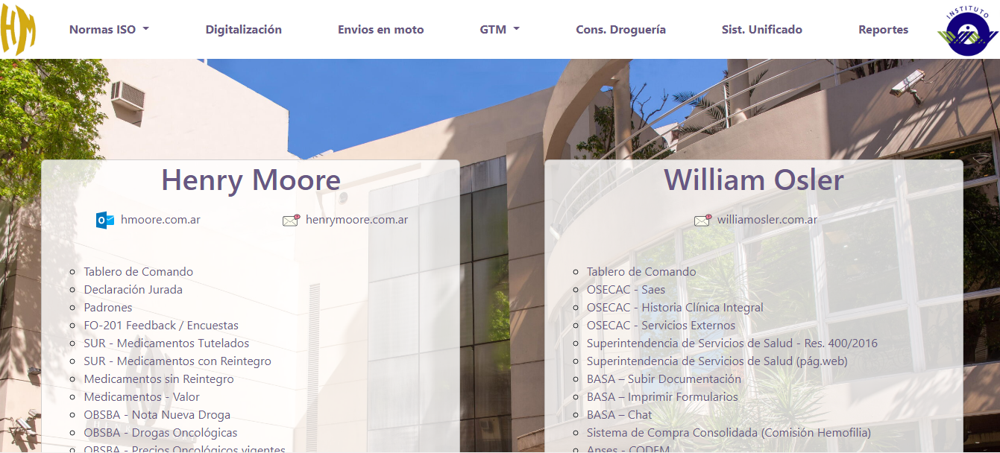 HM
Normas ISO
Digitalización
Envios en moto
GTM
Cons. Droguería
Sist. Unificado
Reportes
INSTITUTO
Henry Moore
hmoore.com.ar
henrymoore.com.ar
Tablero de Comando
Declaración Jurada
Padrones
FO-201 Feedback / Encuestas
SUR - Medicamentos Tutelados
SUR - Medicamentos con Reintegro
Medicamentos sin Reintegro
Medicamentos - Valor
OBSBA - Nota Nueva Droga
OBSBA - Drogas Oncológicas
OBSBA - Precios Oncológicos vigentes
William Osler
williamosler.com.ar
Tablero de Comando
OSECAC - Saes
OSECAC - Historia Clínica Integral
OSECAC - Servicios Externos
Superintendencia de Servicios de Salud - Res. 400/2016
Superintendencia de Servicios de Salud (pág.web)
BASA – Subir Documentación
BASA – Imprimir Formularios
BASA – Chat
Sistema de Compra Consolidada (Comisión Hemofilia)
Anses - CODEM